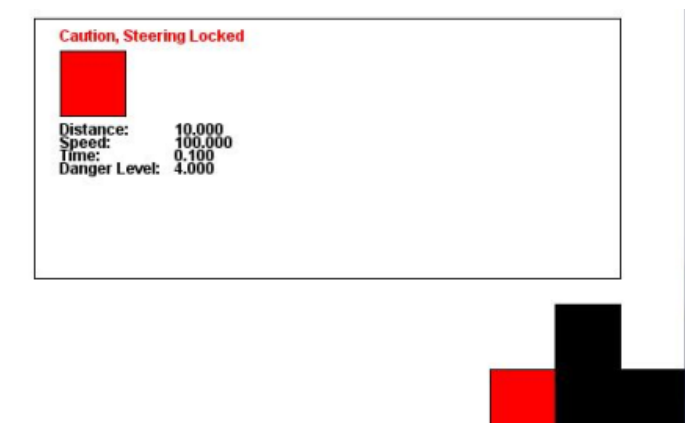 Caution, Steering Locked
Distance: 10.000
Speed: 100.000
Time: 0.100
Danger Level: 4.000